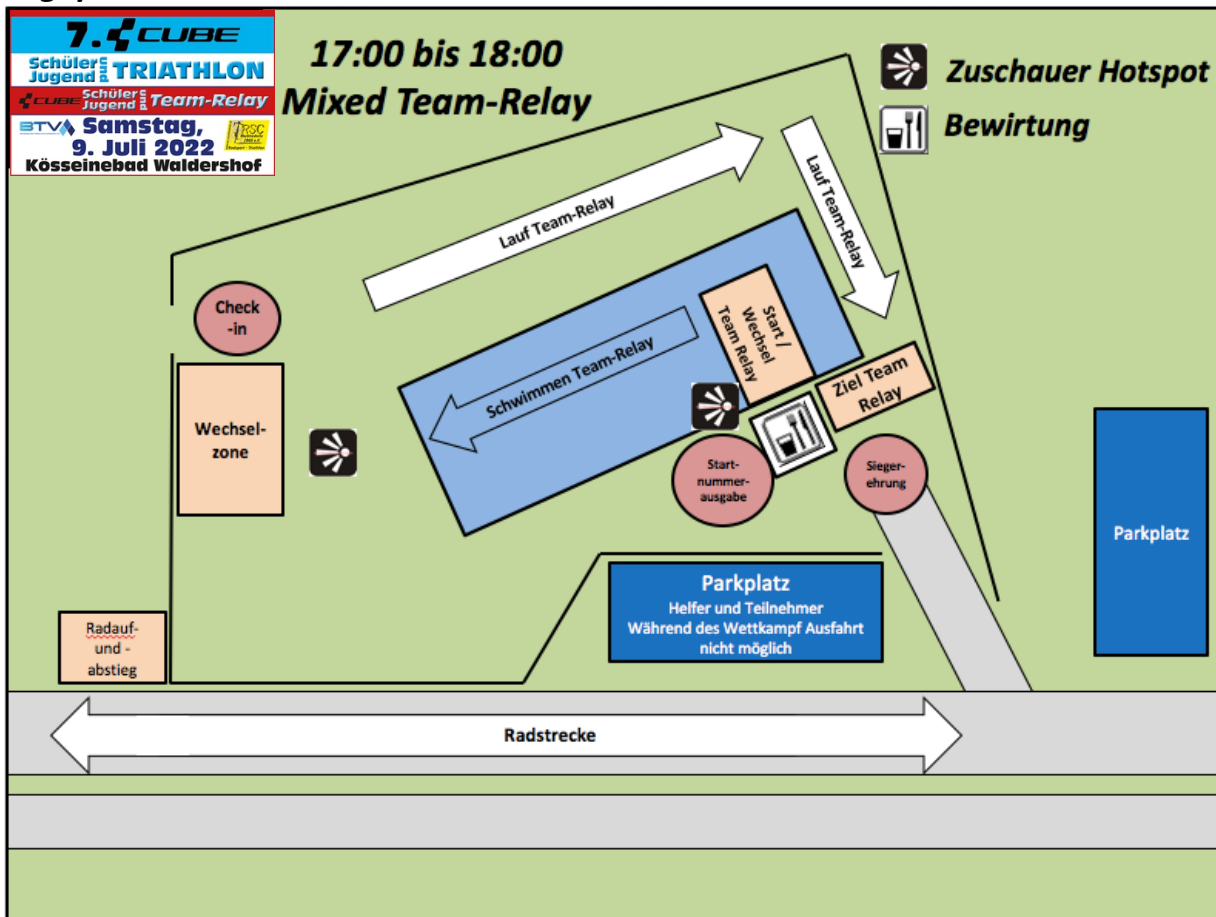 7. CUBE
Schüler plus
Jugend TRIATHLON
CUBE Schüler plus
Jugend Team-Relay
BTV Samstag,
9. Juli 2022
RSC
Kösseinebad Waldershof
17:00 bis 18:00
Mixed Team-Relay
Zuschauer Hotspot
Bewirtung
Lauf Team-Relay
Lauf
Team-Relay
Check
-in
Start /
Wechsel
Team Relay
Schwimmen Team-Relay
Ziel Team
Relay
Wechsel-
zone
Start-
nummer-
ausgabe
Sieger-
ehrung
Parkplatz
Parkplatz
Helfer und Teilnehmer
Während des Wettkampf Ausfahrt
nicht möglich
Radauf-
und -
abstieg
Radstrecke